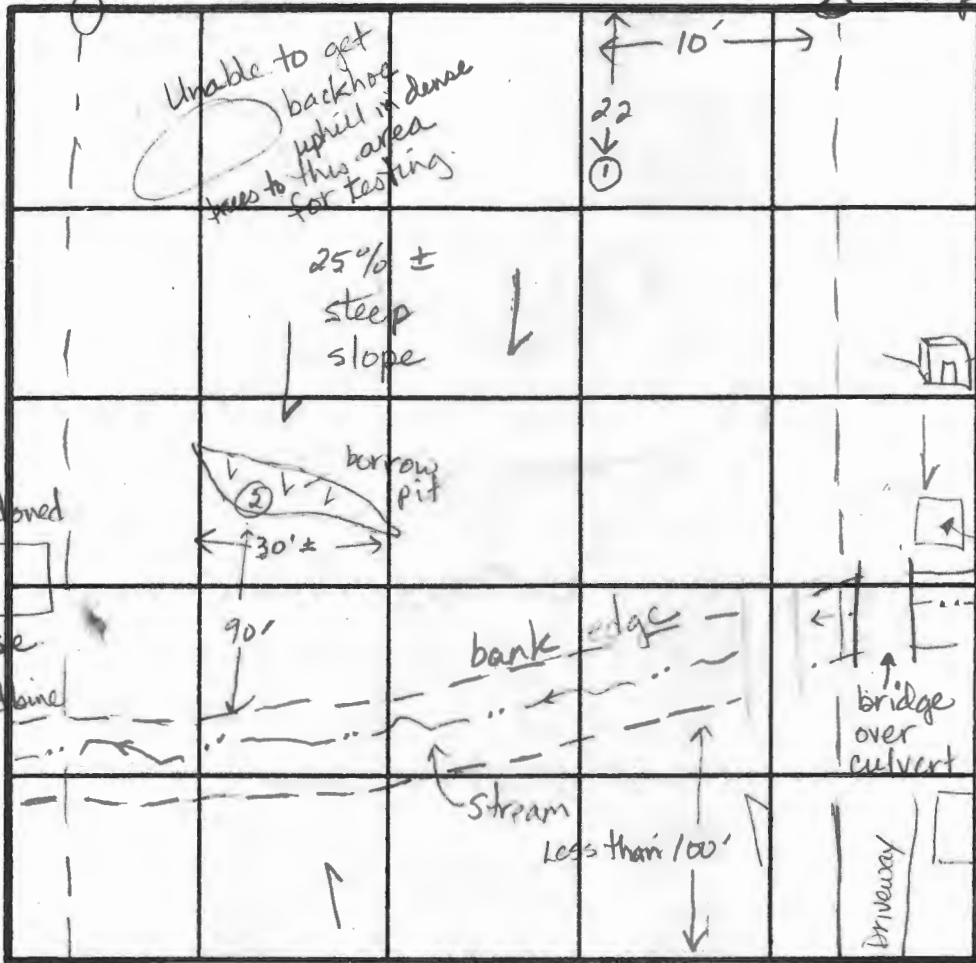 Unable to get
backhoe
uphill in dense
trees to this area
for testing.
10'
22
1
25% ±
steep
slope
borrow
pit
2
30' ±
90'
bank edge
bridge
over
culvert
Stream
Less than 100'
Driveway